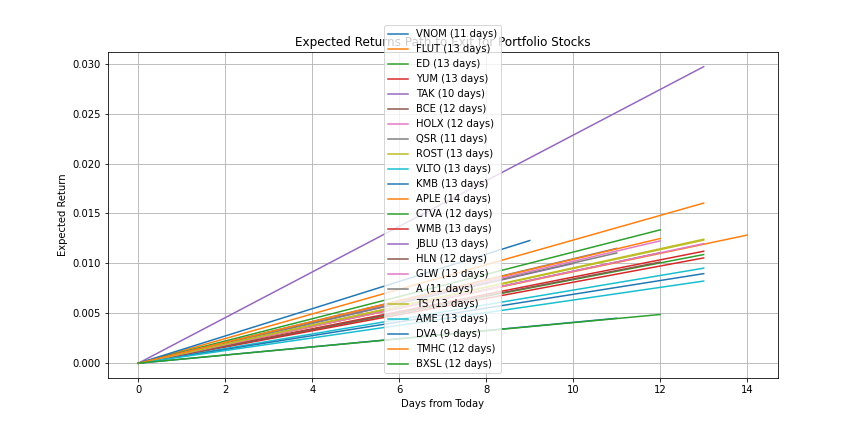 Expected Returns Path to Exit for Portfolio Stocks
VNOM (11 days)
FLUT (13 days)
ED (13 days)
YUM (13 days)
TAK (10 days)
BCE (12 days)
HOLX (12 days)
QSR (11 days)
ROST (13 days)
VLTO (13 days)
KMB (13 days)
APLE (14 days)
CTVA (12 days)
WMB (13 days)
JBLU (13 days)
HLN (12 days)
GLW (13 days)
A (11 days)
TS (13 days)
AME (13 days)
DVA (9 days)
TMHC (12 days)
BXSL (12 days)
Expected Return
0.030
0.025
0.020
0.015
0.010
0.005
0.000
0 2 4 6 8 10 12 14
Days from Today